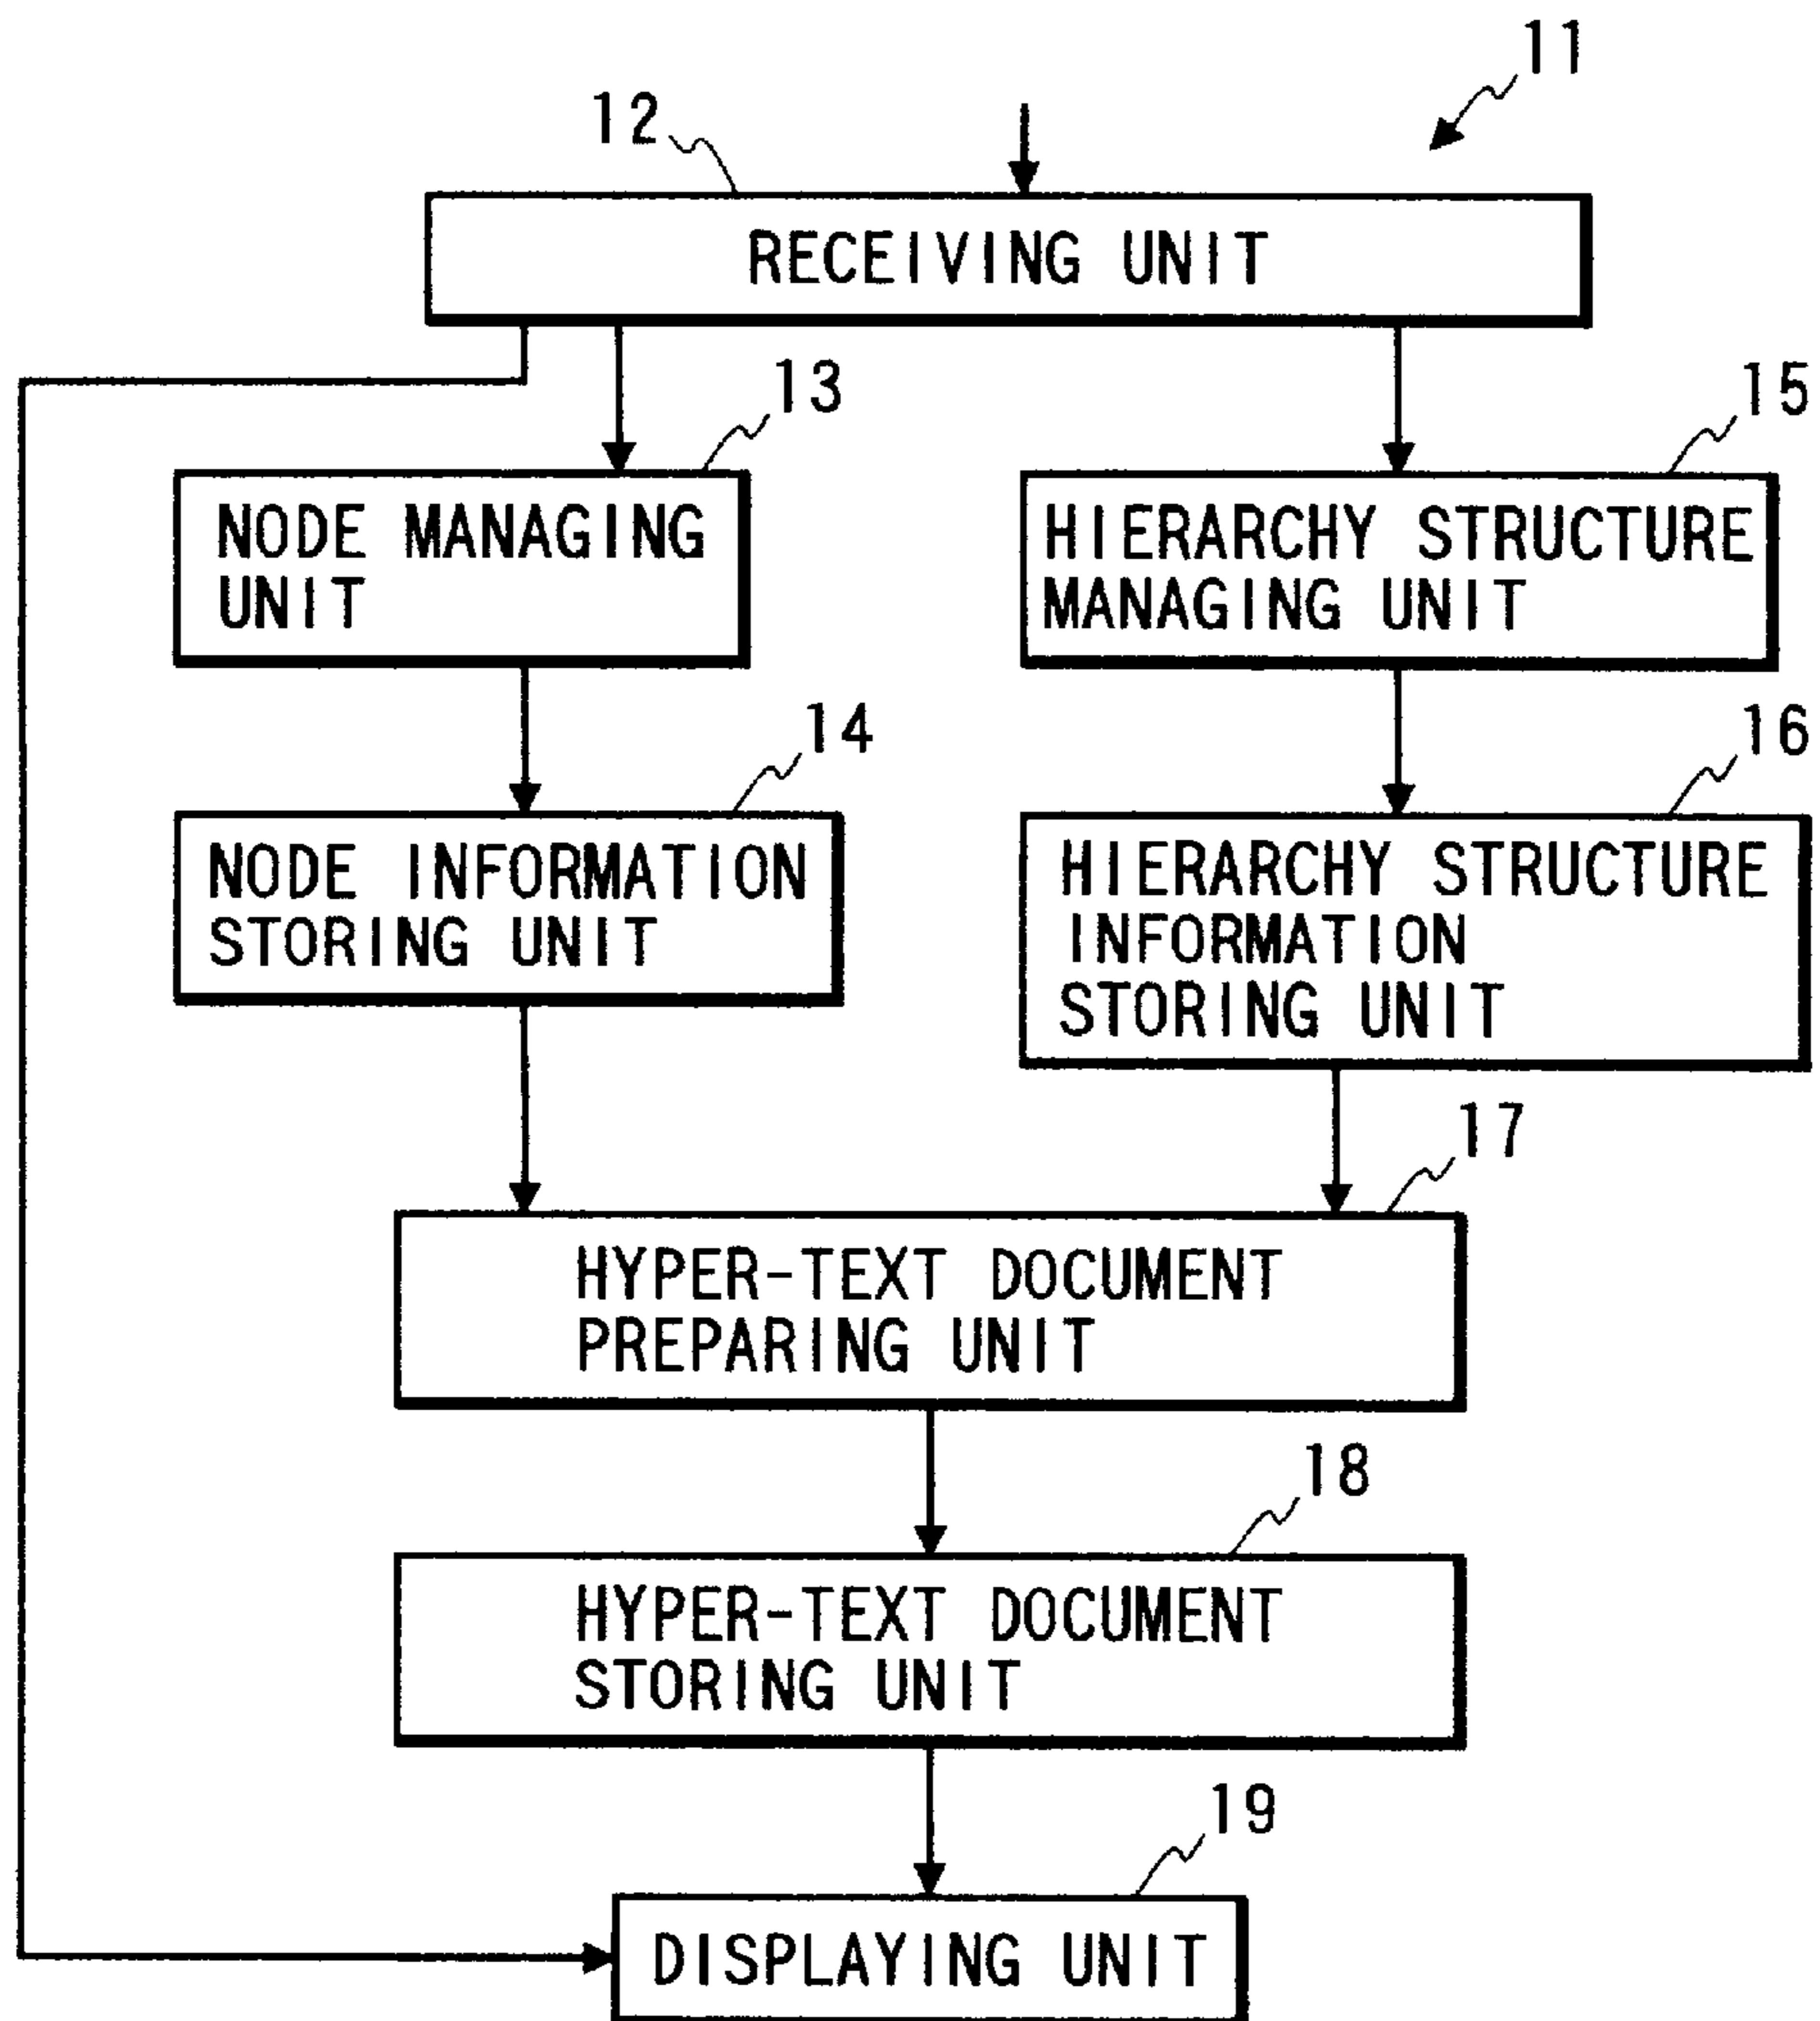 11
12
RECEIVING UNIT
13
15
NODE MANAGING
UNIT
HIERARCHY STRUCTURE
MANAGING UNIT
14
16
NODE INFORMATION
STORING UNIT
HIERARCHY STRUCTURE
INFORMATION
STORING UNIT
17
HYPER-TEXT DOCUMENT
PREPARING UNIT
18
HYPER-TEXT DOCUMENT
STORING UNIT
19
DISPLAYING UNIT